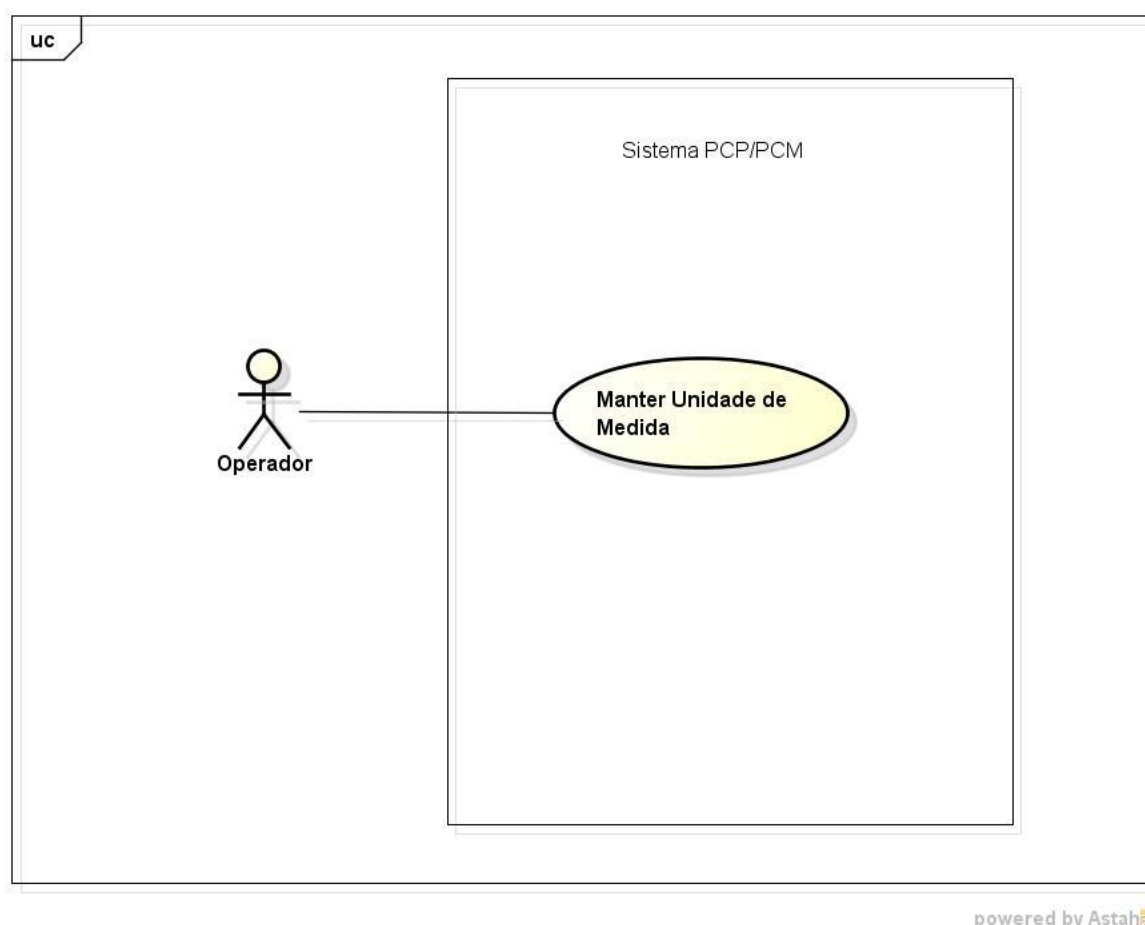 uc
Sistema PCP/PCM
Manter Unidade de
Medida
Operador
powered by Astah